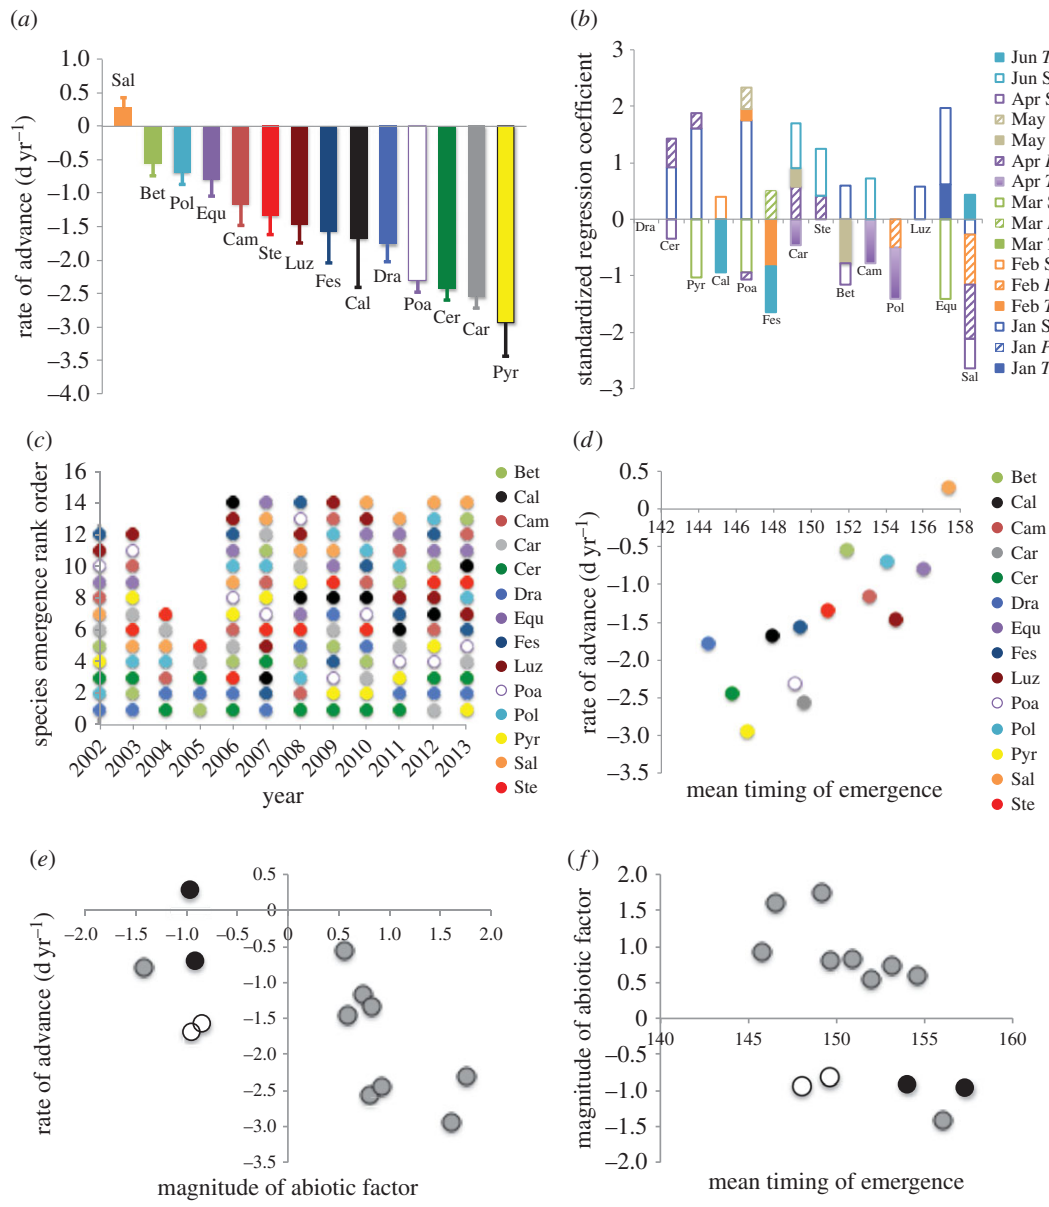 (a)
rate of advance (d yr–1)
1.0
0.5
0
–0.5
–1.0
–1.5
–2.0
–2.5
–3.0
–3.5
–4.0
Sal
Bet
Pol
Equ
Cam
Ste
Luz
Fes
Cal
Dra
Poa
Cer
Car
Pyr
(b)
standardized regression coefficient
3
2
1
0
–1
–2
–3
Dra
Cer
Pyr
Cal
Poa
Fes
Car
Ste
Bet
Cam
Pol
Luz
Equ
Sal
Jun T
Jun S
Apr S
May
May
Apr
Apr T
Mar S
Mar
Mar T
Feb S
Feb
Feb T
Jan S
Jan P
Jan T
(c)
species emergence rank order
16
14
12
10
8
6
4
2
0
2002
2003
2004
2005
2006
2007
2008
2009
2010
2011
2012
2013
year
Bet
Cal
Cam
Car
Cer
Dra
Equ
Fes
Luz
Poa
Pol
Pyr
Sal
Ste
(d)
rate of advance (d yr–1)
0.5
0
142 144 146 148 150 152 154 156 158
–0.5
–1.0
–1.5
–2.0
–2.5
–3.0
–3.5
mean timing of emergence
Bet
Cal
Cam
Car
Cer
Dra
Equ
Fes
Luz
Poa
Pol
Pyr
Sal
Ste
(e)
rate of advance (d yr–1)
0.5
0
–2.0 –1.5 –1.0 –0.5 0 0.5 1.0 1.5 2.0
–0.5
–1.0
–1.5
–2.0
–2.5
–3.0
–3.5
magnitude of abiotic factor
(f)
magnitude of abiotic factor
2.0
1.5
1.0
0.5
0
140 145 150 155 160
–0.5
–1.0
–1.5
–2.0
mean timing of emergence